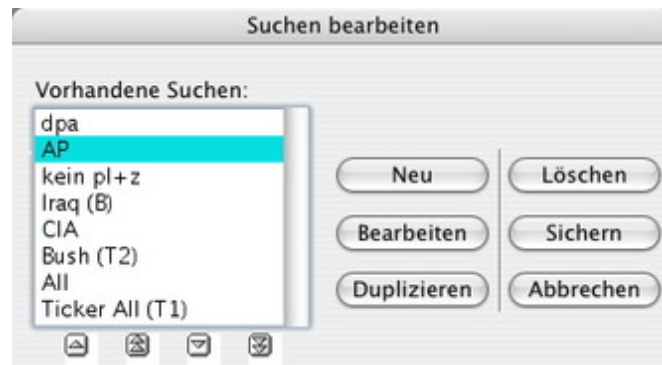 Suchen bearbeiten
Vorhandene Suchen:
dpa
AP
kein pl+z
Iraq (B)
CIA
Bush (T2)
All
Ticker All (T1)
Neu
Löschen
Bearbeiten
Sichern
Duplizieren
Abbrechen